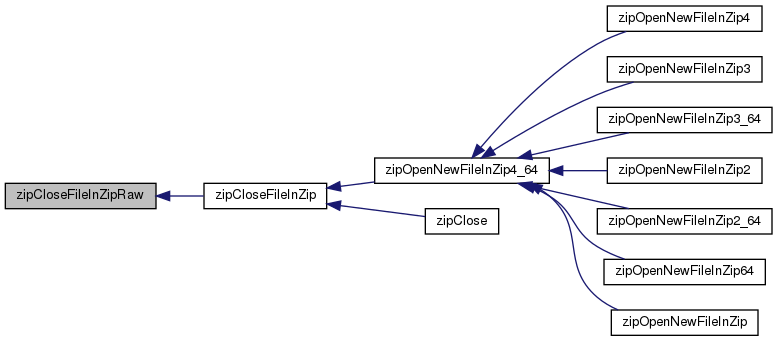 zipOpenNewFileInZip4
zipOpenNewFileInZip3
zipOpenNewFileInZip3_64
zipOpenNewFileInZip4_64
zipOpenNewFileInZip2
zipCloseFileInZipRaw
zipCloseFileInZip
zipClose
zipOpenNewFileInZip2_64
zipOpenNewFileInZip64
zipOpenNewFileInZip